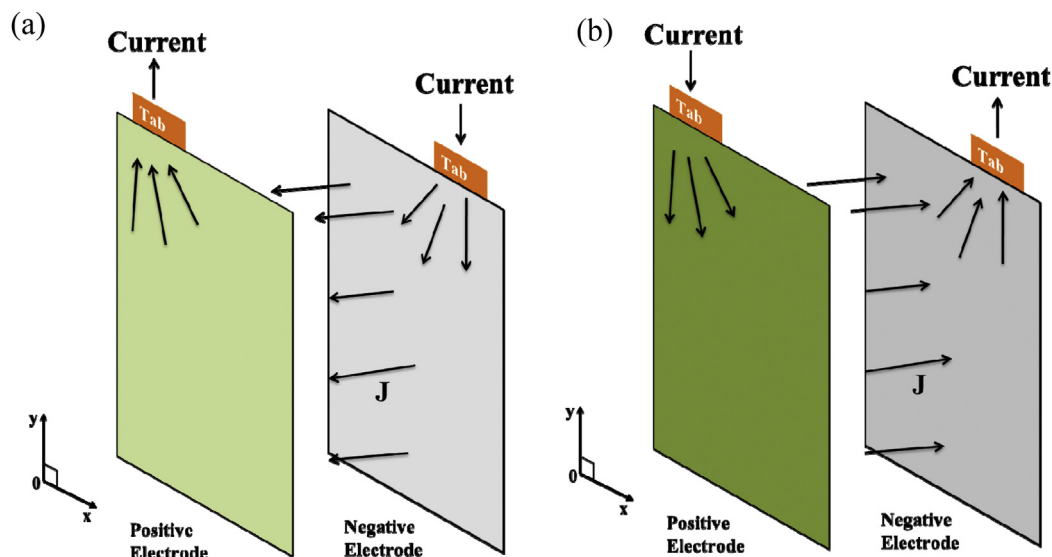 (a)
Current
Tab
Current
Tab
J
y
0
x
Positive
Electrode
Negative
Electrode
(b)
Current
Tab
Current
Tab
J
y
0
x
Positive
Electrode
Negative
Electrode